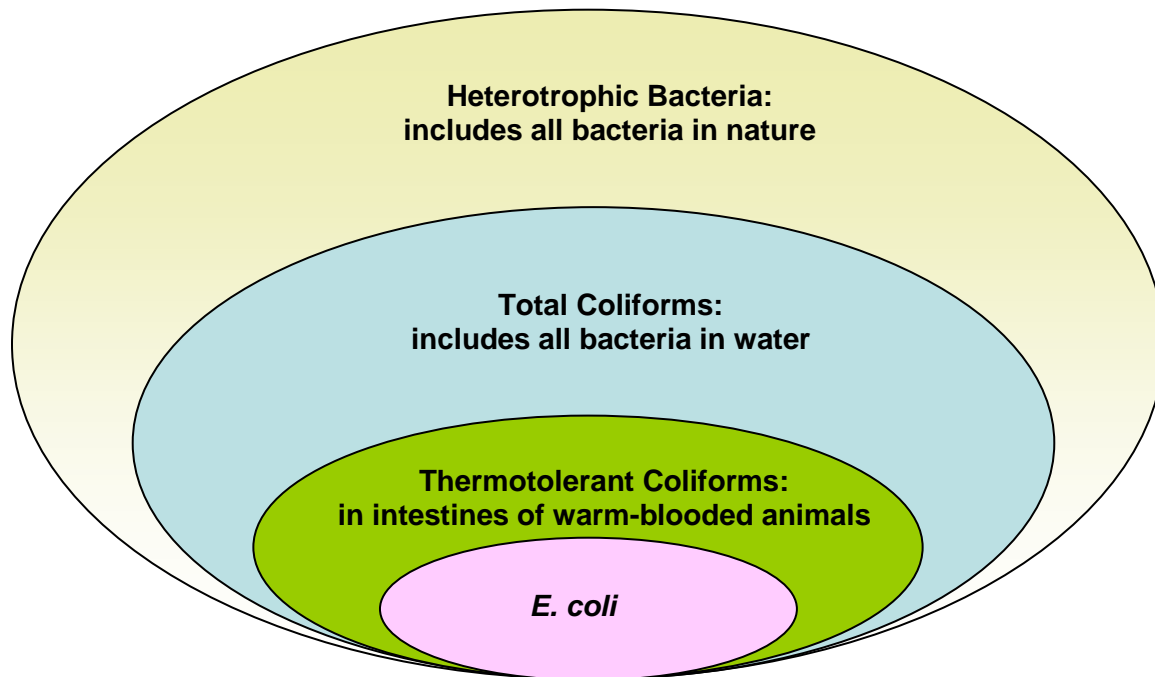 Heterotrophic Bacteria:
includes all bacteria in nature
Total Coliforms:
includes all bacteria in water
Thermotolerant Coliforms:
in intestines of warm-blooded animals
E. coli